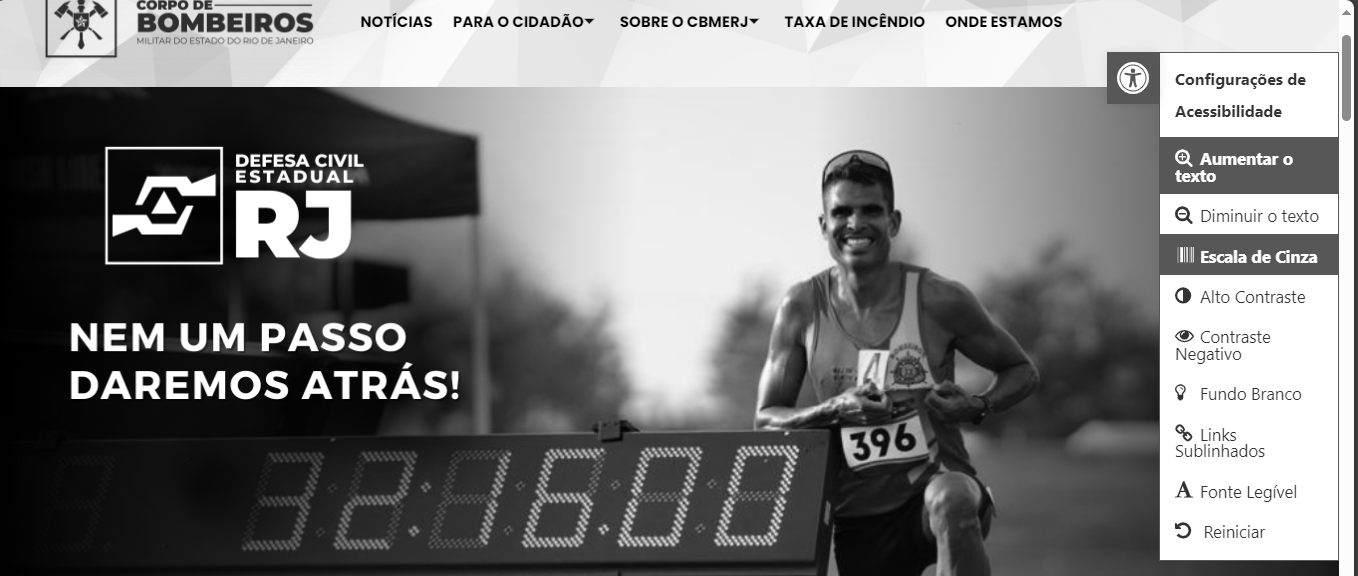 CORPO DE
BOMBEIROS
MILITAR DO ESTADO DO RIO DE JANEIRO
NOTÍCIAS PARA O CIDADÃO SOBRE O CBMERJ TAXA DE INCÊNDIO ONDE ESTAMOS
Configurações de
Acessibilidade
Aumentar o
texto
Diminuir o texto
Escala de Cinza
Alto Contraste
Contraste
Negativo
Fundo Branco
Links
Sublinhados
Fonte Legível
Reiniciar
DEFESA CIVIL
ESTADUAL
RJ
NEM UM PASSO
DAREMOS ATRÁS!
396
32:16.00